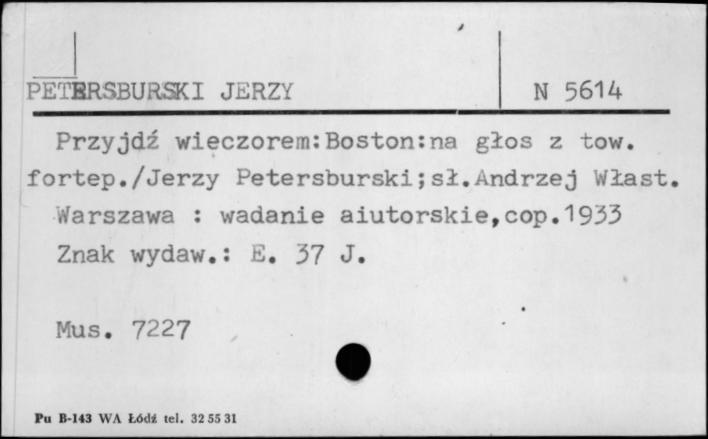 PETERSBURSKI JERZY N 5614
Przyjdź wieczorem:Boston:na głos z tow.
fortep./Jerzy Petersburski;sł.Andrzej Włast.
Warszawa : wadanie aiutorskie,cop.1933
Znak wydaw.: E. 37 J.
Mus. 7227
Pu B-143 WA Łódź tel. 32 55 31